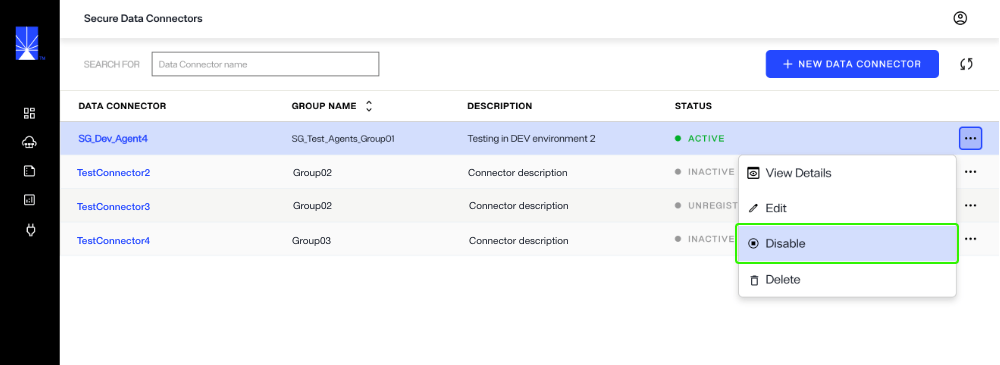 Secure Data Connectors
SEARCH FOR Data Connector name + NEW DATA CONNECTOR
DATA CONNECTOR GROUP NAME DESCRIPTION STATUS
SG_Dev_Agent4 SG_Test_Agents_Group01 Testing in DEV environment 2 ACTIVE
TestConnector2 Group02 Connector description INACTIVE
View Details
TestConnector3 Group02 Connector description UNREGIST
Edit
TestConnector4 Group03 Connector description INACTIVE
Disable
Delete